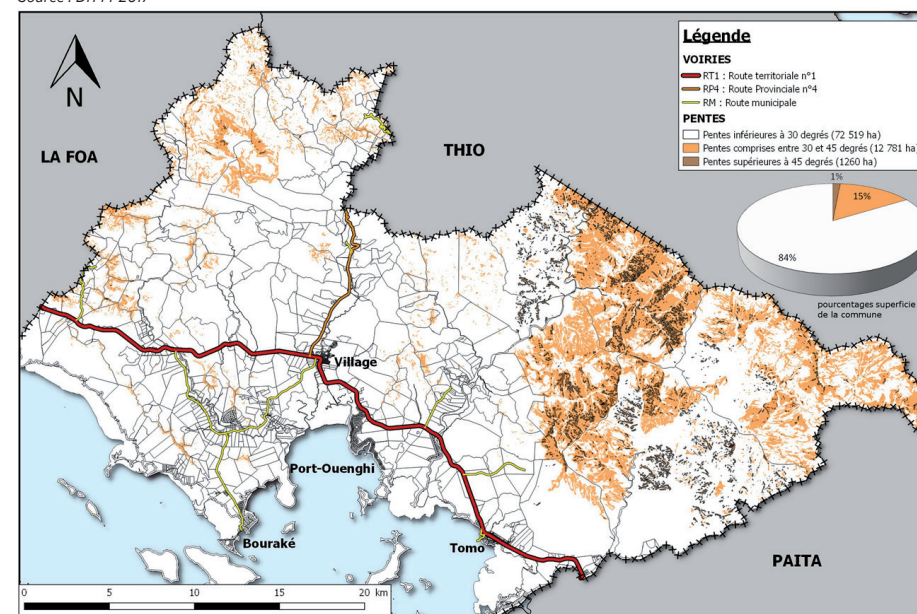 Légende
VOIRIES
RT1 : Route territoriale n°1
RP4 : Route Provinciale n°4
RM : Route municipale
PENTES
Pentes inférieures à 30 degrés (72 519 ha)
Pentes comprises entre 30 et 45 degrés (12 781 ha)
Pentes supérieures à 45 degrés (1260 ha)
1%
15%
84%
pourcentages superficie
de la commune
N
LA FOA
THIO
Village
Port-Ouenghi
Bouraké
Tomo
PAITA
0 5 10 15 20 km